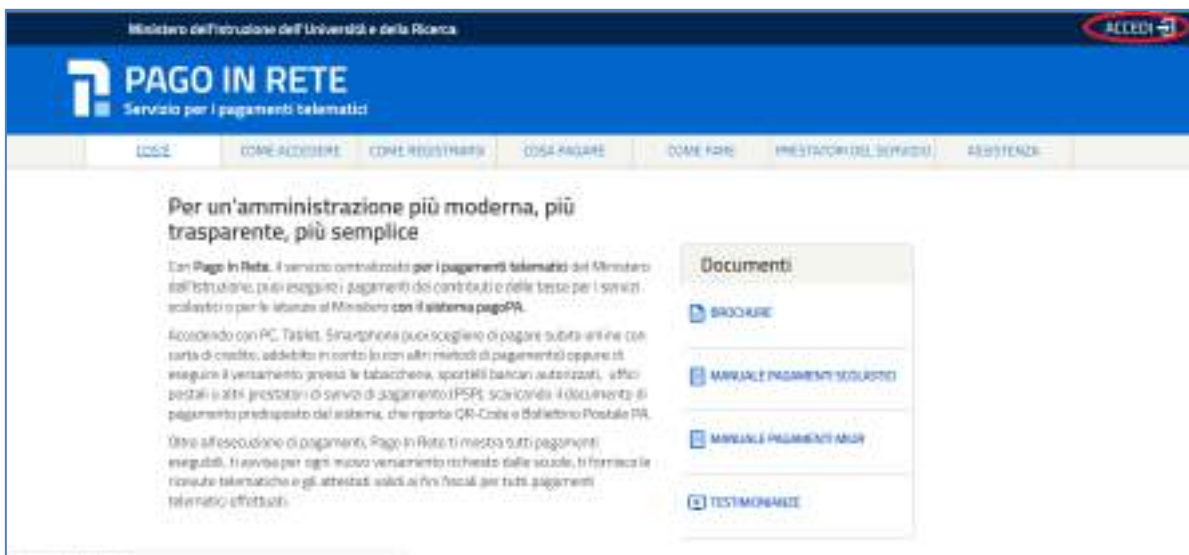 Ministero dell'Istruzione dell'Università e della Ricerca
ACCEDI
PAGO IN RETE
Servizio per i pagamenti telematici
COS'È
COME ACCEDERE
COME REGISTRARSI
COSA PAGARE
COME FARE
PRESTATORI DEL SERVIZIO
ASSISTENZA
Per un'amministrazione più moderna, più
trasparente, più semplice
Con Pago In Rete, il servizio centralizzato per i pagamenti telematici del Ministero
dell'Istruzione, puoi eseguire i pagamenti dei contributi e delle tasse per i servizi
scolastici o per le istanze al Ministero con il sistema pagoPA.
Accedendo con PC, Tablet, Smartphone puoi scegliere di pagare subito online con
carta di credito, addebito in conto (o con altri metodi di pagamento) oppure di
eseguire il versamento presso le tabaccherie, sportelli bancari autorizzati, uffici
postali o altri prestatori di servizi di pagamento (PSP), scaricando il documento di
pagamento predisposto dal sistema, che riporta QR-Code o Bollettino Postale PA.
Oltre all'esecuzione di pagamenti, Pago In Rete ti mostra tutti pagamenti
eseguibili, ti avvisa per ogni nuovo versamento richiesto dalle scuole, ti fornisce le
ricevute telematiche e gli attestati validi ai fini fiscali per tutti pagamenti
telematici effettuati.
Documenti
BROCHURE
MANUALE PAGAMENTI SCOLASTICI
MANUALE PAGAMENTI MIUR
TESTIMONIANZE